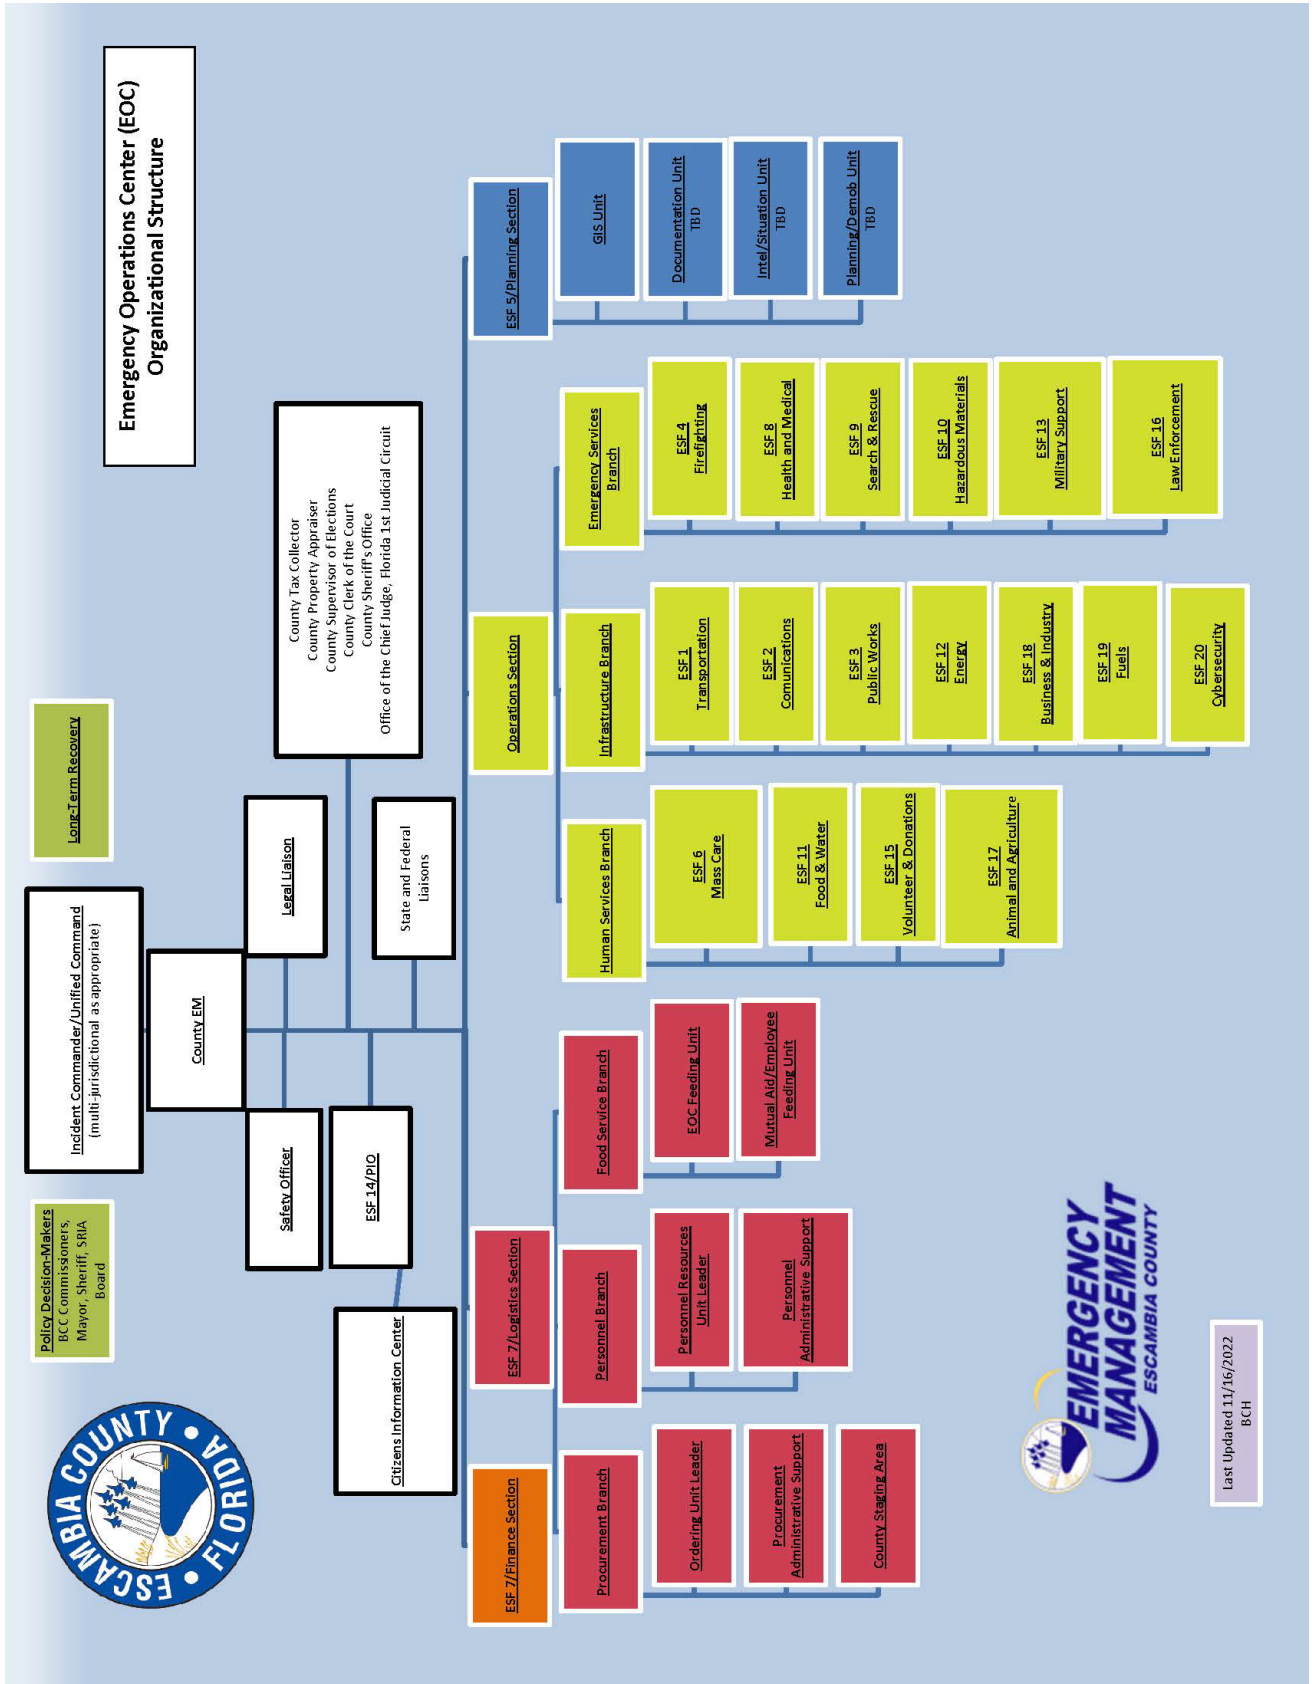 Emergency Operations Center (EOC)
Organizational Structure
ESCAMBIA COUNTY
FLORIDA
Policy Decision-Makers
BCC Commissioners,
Mayor, Sheriff, SRIA
Board
Incident Commander/Unified Command
(multi-jurisdictional as appropriate)
Long-Term Recovery
County EM
Safety Officer
Legal Liaison
ESF 14/PIO
Citizens Information Center
State and Federal
Liaisons
County Tax Collector
County Property Appraiser
County Supervisor of Elections
County Clerk of the Court
County Sheriff's Office
Office of the Chief Judge, Florida 1st Judicial Circuit
ESF 7/Finance Section
ESF 7/Logistics Section
Operations Section
ESF 5/Planning Section
Procurement Branch
Ordering Unit Leader
Procurement
Administrative Support
County Staging Area
Personnel Branch
Personnel Resources
Unit Leader
Personnel
Administrative Support
Food Service Branch
EOC Feeding Unit
Mutual Aid/Employee
Feeding Unit
Human Services Branch
ESF 6
Mass Care
ESF 11
Food & Water
ESF 15
Volunteer & Donations
ESF 17
Animal and Agriculture
Infrastructure Branch
ESF 1
Transportation
ESF 2
Comunications
ESF 3
Public Works
ESF 12
Energy
ESF 18
Business & Industry
ESF 19
Fuels
ESF 20
Cybersecurity
Emergency Services
Branch
ESF 4
Firefighting
ESF 8
Health and Medical
ESF 9
Search & Rescue
ESF 10
Hazardous Materials
ESF 13
Military Support
ESF 16
Law Enforcement
GIS Unit
Documentation Unit
TBD
Intel/Situation Unit
TBD
Planning/Demob Unit
TBD
EMERGENCY
MANAGEMENT
ESCAMBIA COUNTY
Last Updated 11/16/2022
BCH